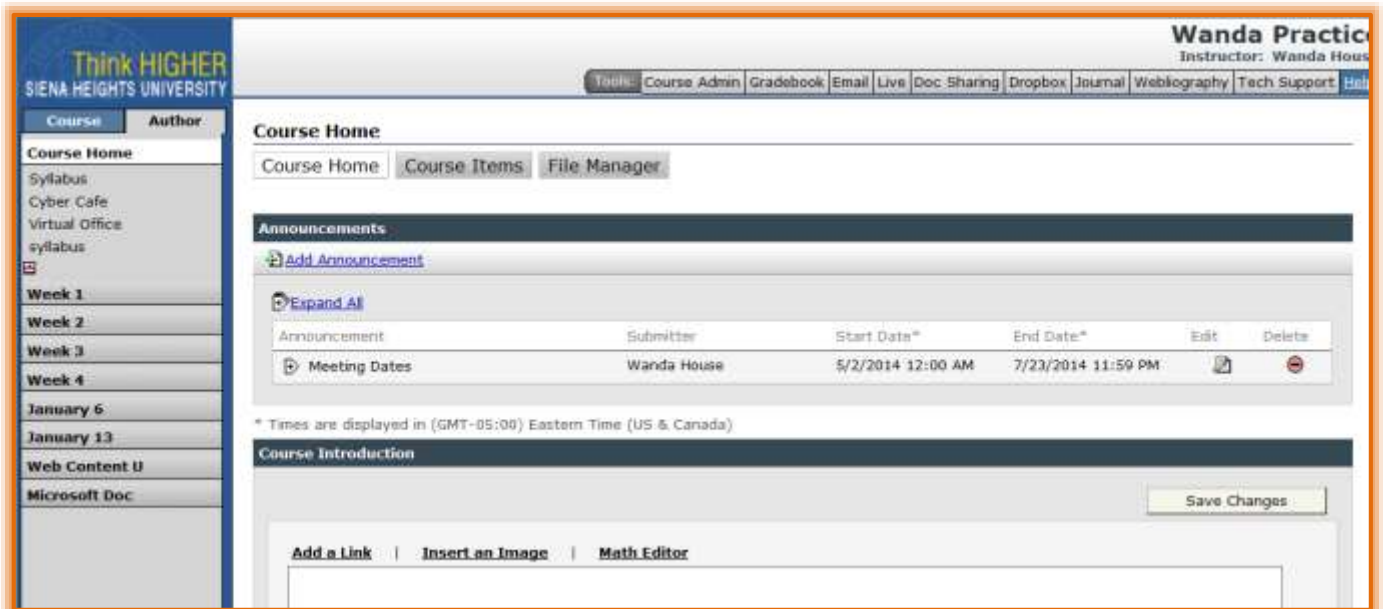 Think HIGHER
SIENA HEIGHTS UNIVERSITY
Wanda Practice
Instructor: Wanda Hous
Tools Course Admin Gradebook Email Live Doc Sharing Dropbox Journal Webliography Tech Support Help
Course Author
Course Home
Syllabus
Cyber Cafe
Virtual Office
syllabus
Week 1
Week 2
Week 3
Week 4
January 6
January 13
Web Content U
Microsoft Doc
Course Home
Course Home Course Items File Manager
Announcements
Add Announcement
Expand All
Announcement Submitter Start Date* End Date* Edit Delete
Meeting Dates Wanda House 5/2/2014 12:00 AM 7/23/2014 11:59 PM
* Times are displayed in (GMT-05:00) Eastern Time (US & Canada)
Course Introduction
Save Changes
Add a Link | Insert an Image | Math Editor